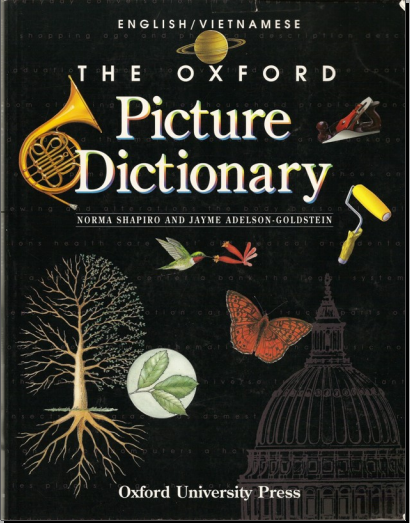 ENGLISH/VIETNAMESE
THE OXFORD
Picture
Dictionary
NORMA SHAPIRO AND JAYME ADELSON-GOLDSTEIN
Oxford University Press